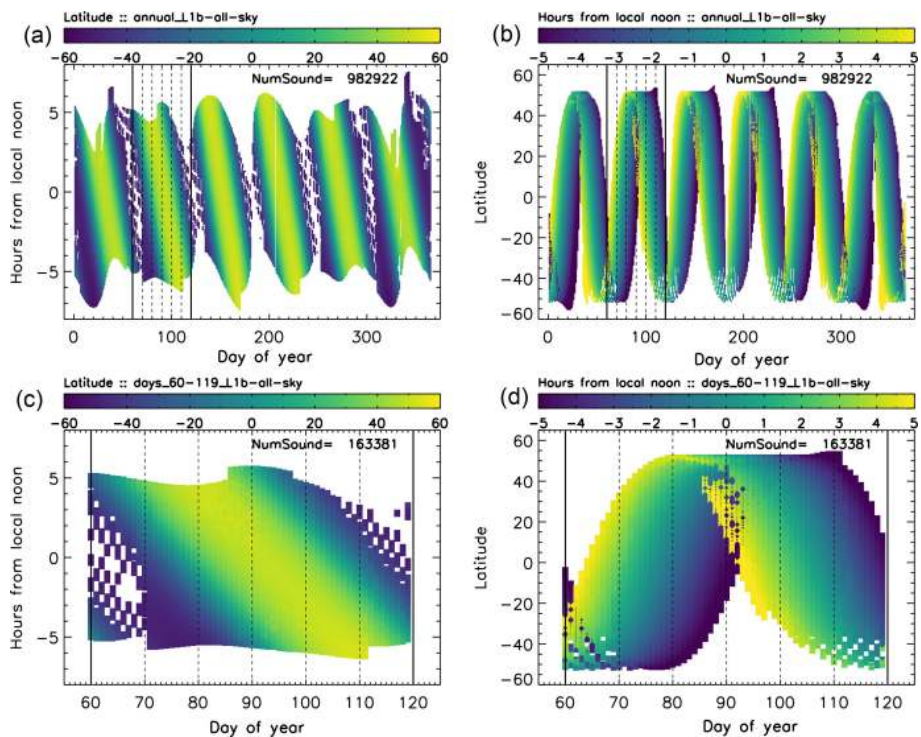 (a)
Latitude :: annual_L1b-all-sky
-60 -40 -20 0 20 40 60
NumSound= 982922
Hours from local noon
5
0
-5
0 100 200 300
Day of year
(b)
Hours from local noon :: annual_L1b-all-sky
-5 -4 -3 -2 -1 0 1 2 3 4 5
NumSound= 982922
Latitude
60
40
20
0
-20
-40
-60
0 100 200 300
Day of year
(c)
Latitude :: days_60-119_L1b-all-sky
-60 -40 -20 0 20 40 60
NumSound= 163381
Hours from local noon
5
0
-5
60 70 80 90 100 110 120
Day of year
(d)
Hours from local noon :: days_60-119_L1b-all-sky
-5 -4 -3 -2 -1 0 1 2 3 4 5
NumSound= 163381
Latitude
60
40
20
0
-20
-40
-60
60 70 80 90 100 110 120
Day of year